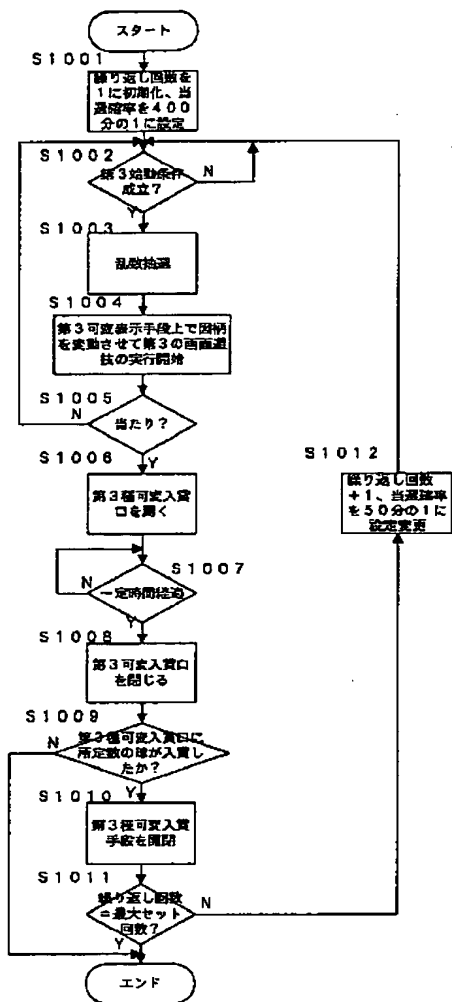 スタート
S1001
繰り返し回数を
1に初期化、当
選確率を400
分の1に設定
S1002
第3始動条件
成立?
N
Y
S1003
乱数抽選
S1004
第3可変表示手段上で図柄
を変動させて第3の画面遊
技の実行開始
S1005
N
当たり?
Y
S1006
第3種可変入賞
口を開く
S1007
N
一定時間経過
Y
S1008
第3可変入賞口
を閉じる
S1009
N
第3種可変入賞口に
所定数の球が入賞し
たか?
Y
S1010
第3種可変入賞
手段を開閉
S1011
繰り返し回数
=最大セット
回数?
N
Y
エンド
S1012
繰り返し回数
+1、当選確率
を50分の1に
設定変更